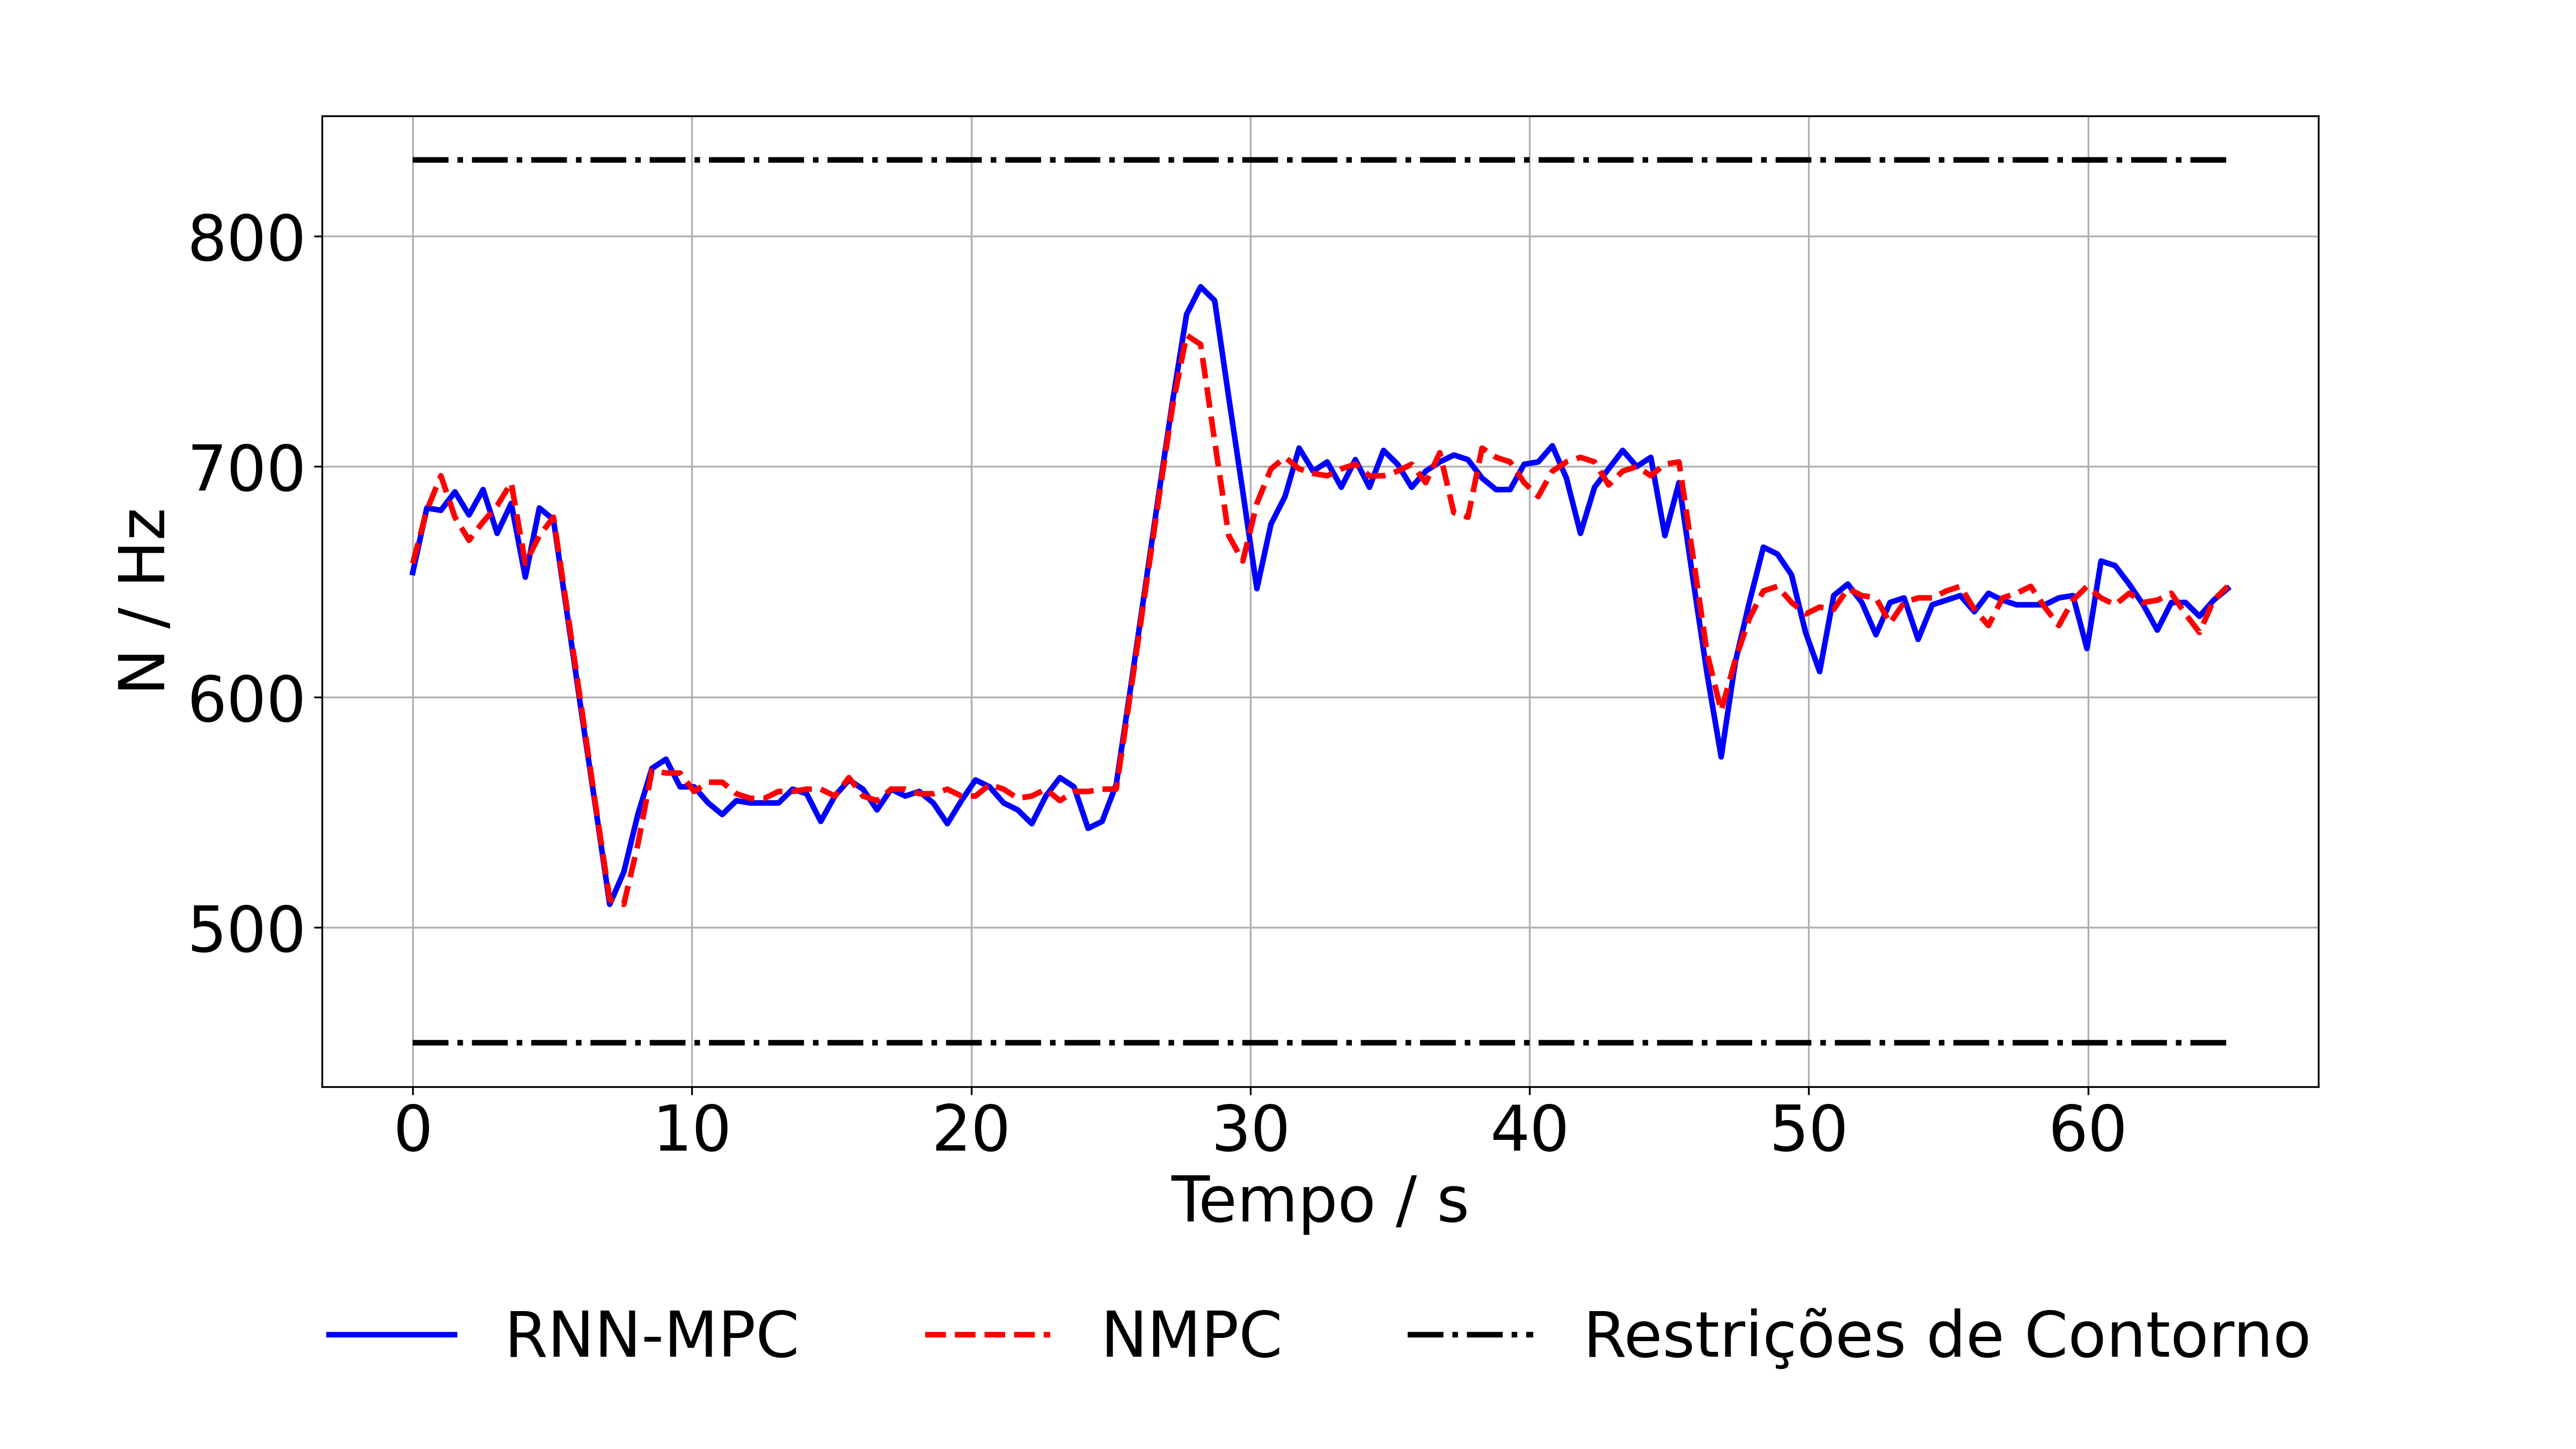 800
700
600
500
N / Hz
0 10 20 30 40 50 60
Tempo / s
RNN-MPC NMPC Restrições de Contorno